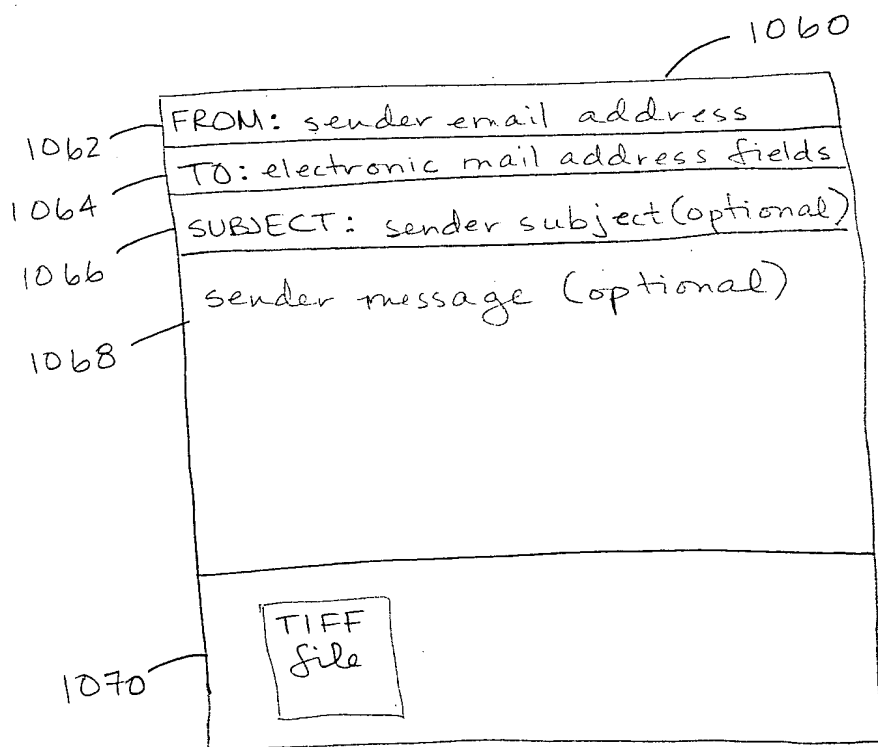 1060
1062
FROM: sender email address
1064
TO: electronic mail address fields
1066
SUBJECT: sender subject (optional)
1068
sender message (optional)
1070
TIFF
file